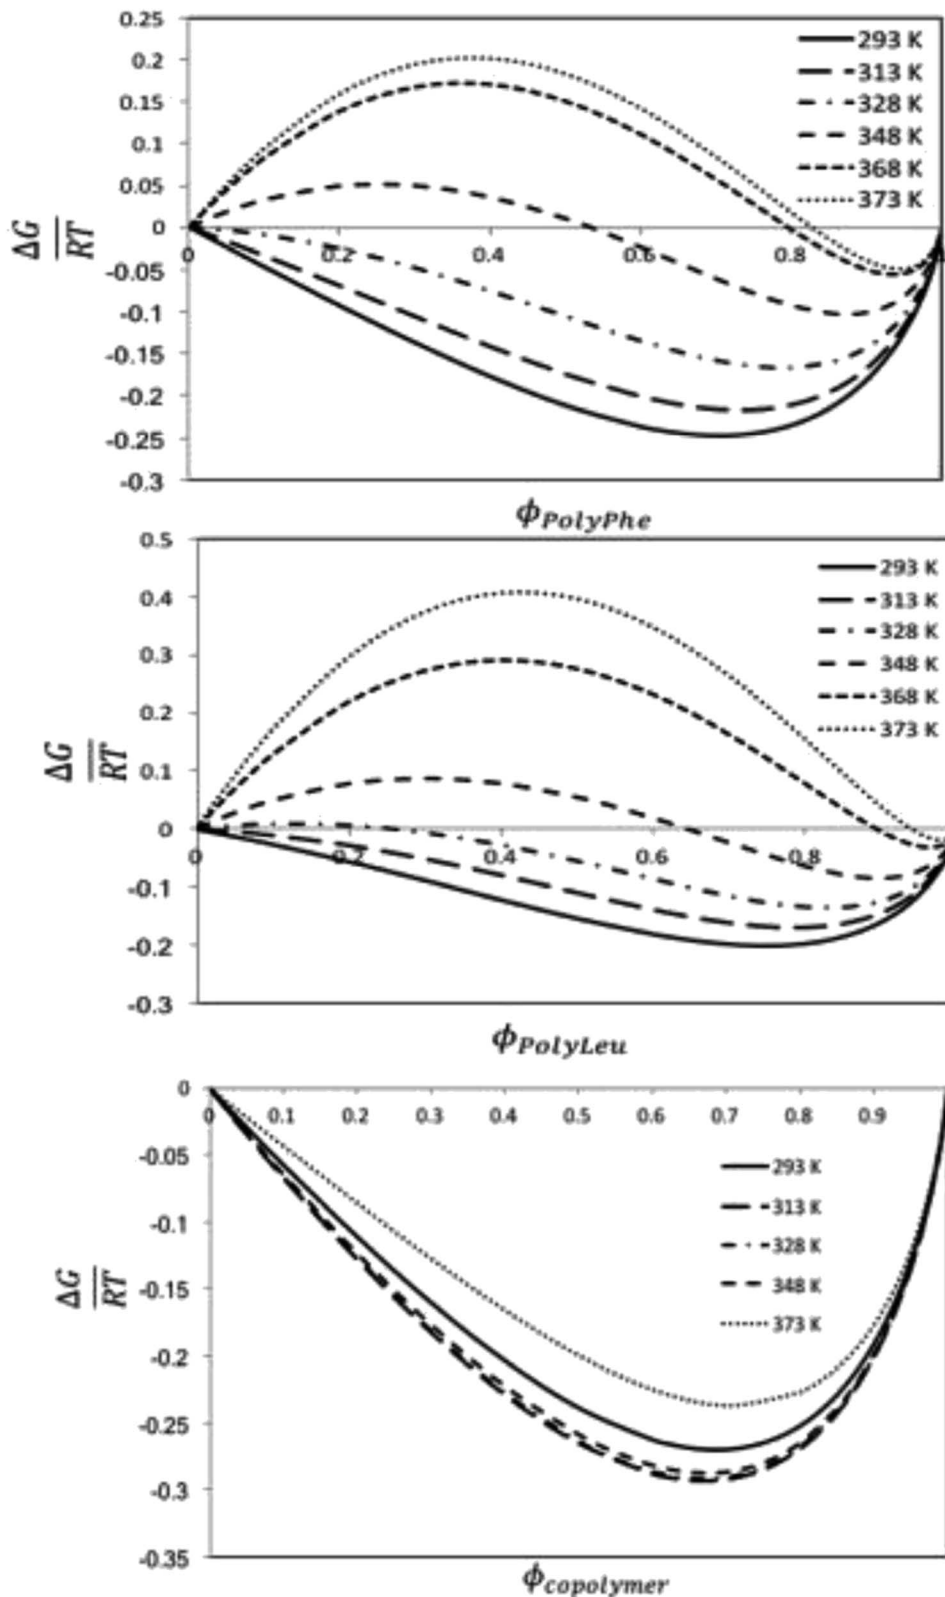 0.25
0.2
0.15
0.1
0.05
0
-0.05
-0.1
-0.15
-0.2
-0.25
-0.3
0 0.2 0.4 0.6 0.8
293 K
313 K
328 K
348 K
368 K
373 K
ΔG
RT
ϕPolyPhe
0.5
0.4
0.3
0.2
0.1
0
-0.1
-0.2
-0.3
0 0.2 0.4 0.6 0.8
293 K
313 K
328 K
348 K
368 K
373 K
ΔG
RT
ϕPolyLeu
0
-0.05
-0.1
-0.15
-0.2
-0.25
-0.3
-0.35
0 0.1 0.2 0.3 0.4 0.5 0.6 0.7 0.8 0.9
293 K
313 K
328 K
348 K
373 K
ΔG
RT
ϕcopolymer